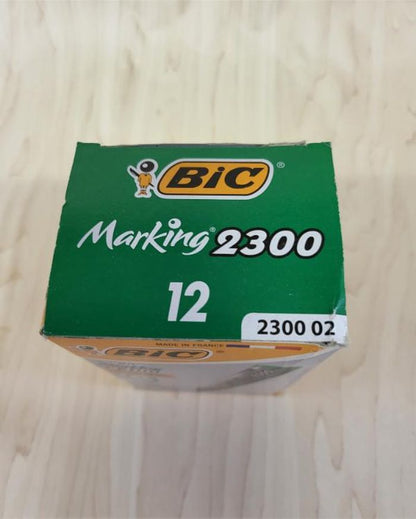 BiC®
Marking® 2300
12
2300 02
MADE IN FRANCE
BiC